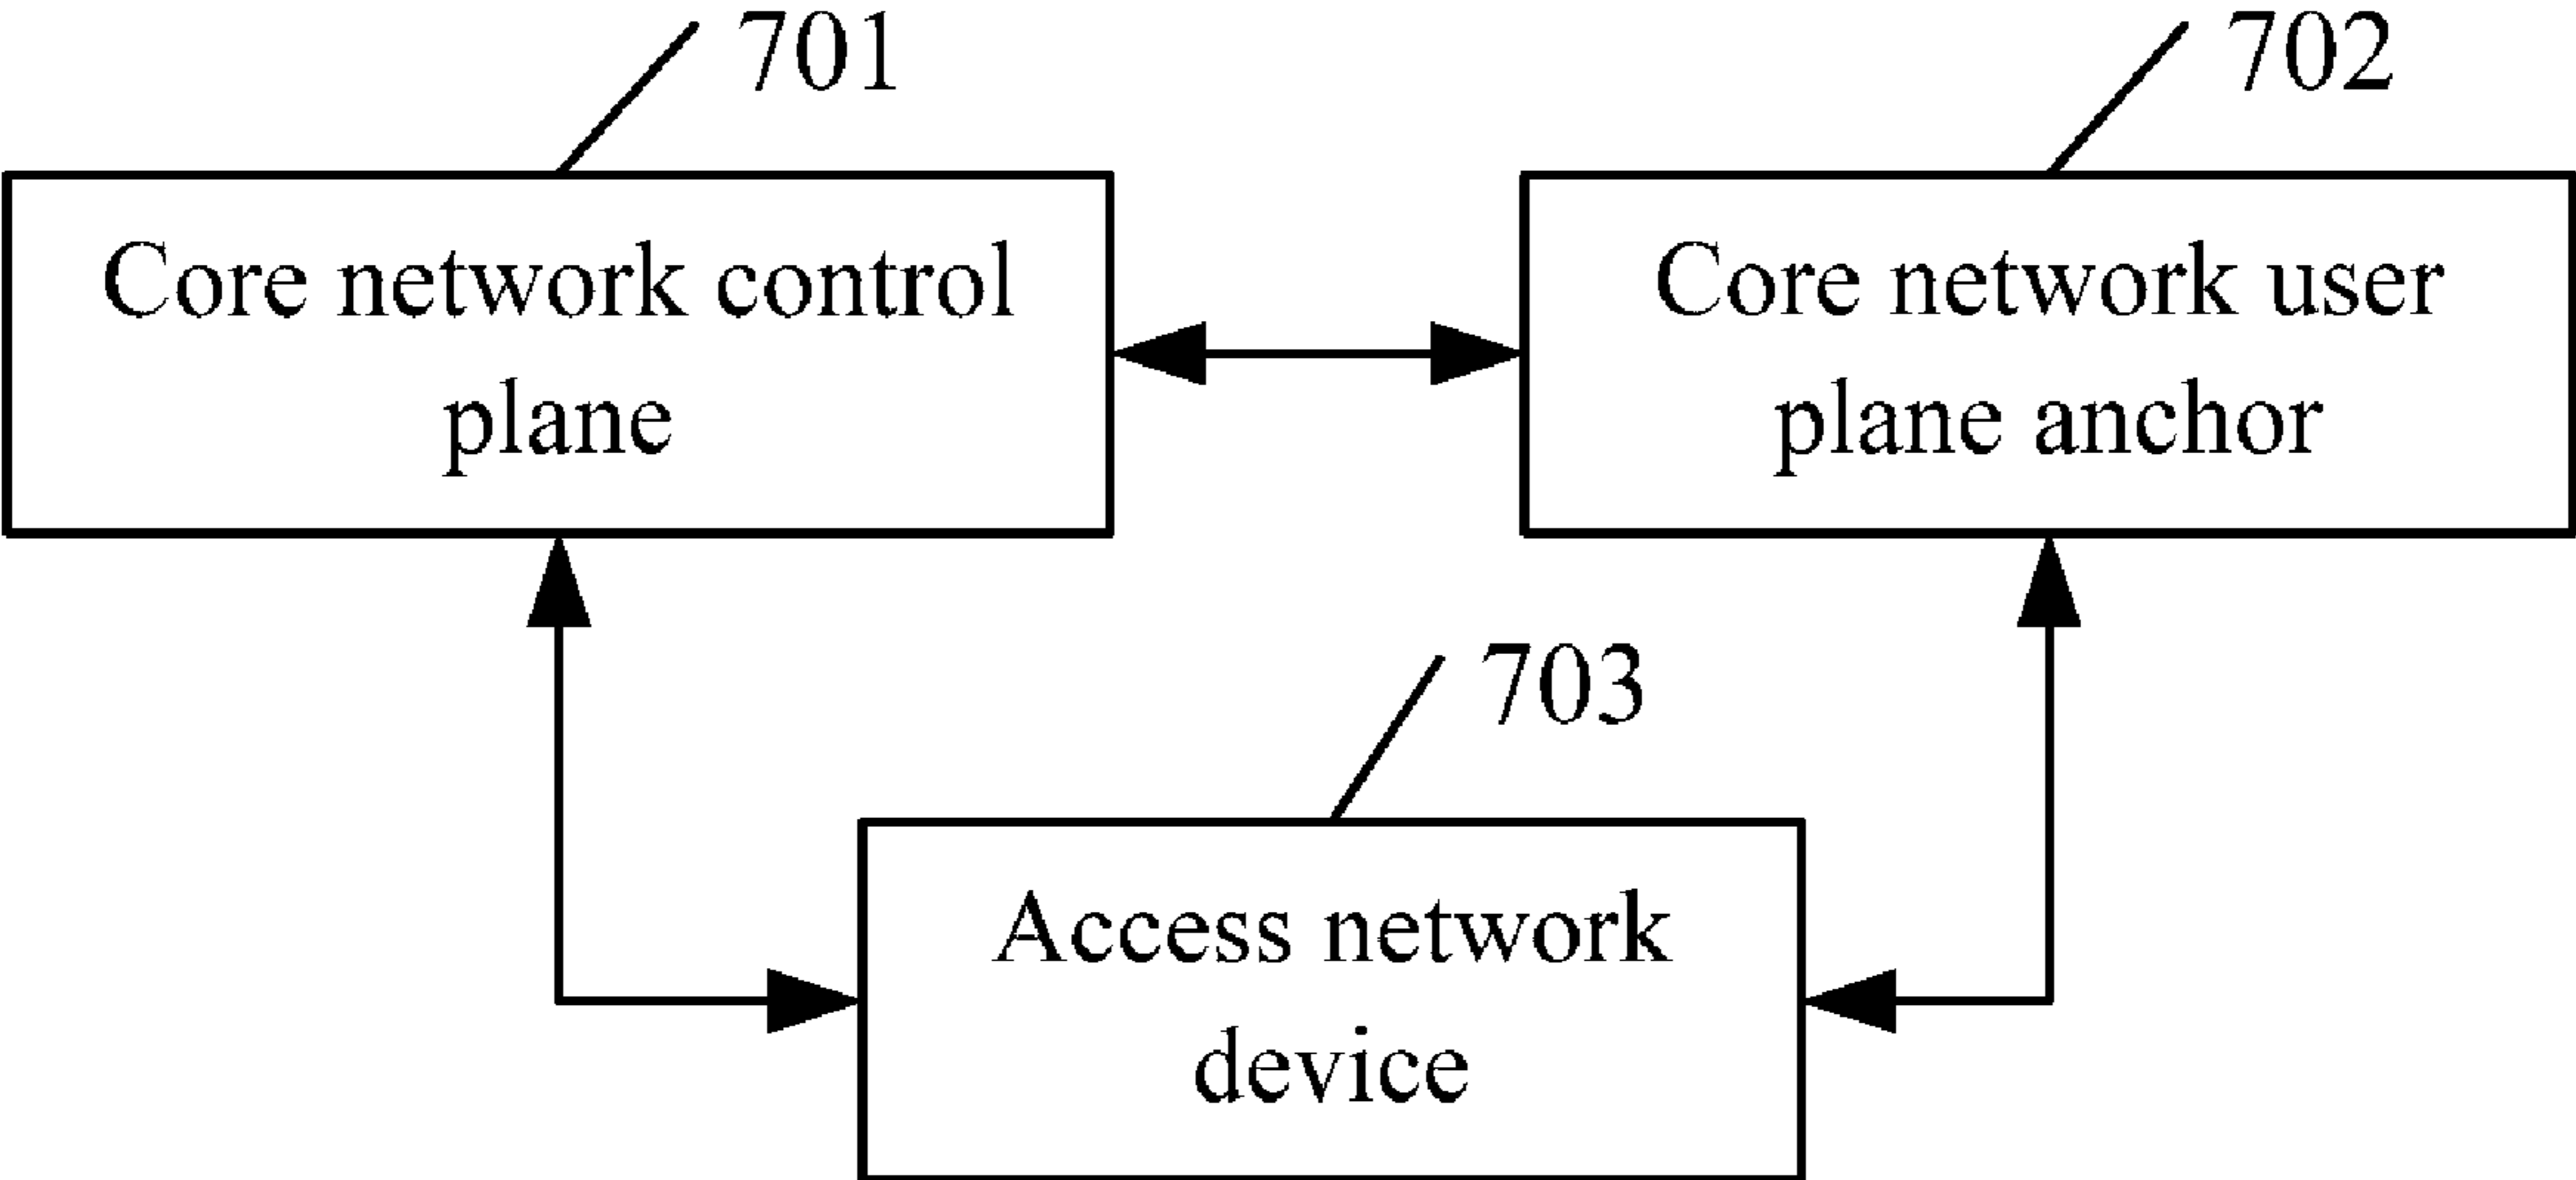 701
702
Core network control
plane
Core network user
plane anchor
703
Access network
device